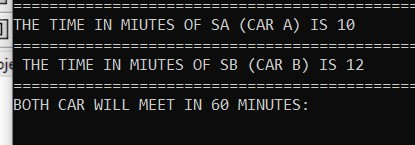 ================================================
THE TIME IN MIUTES OF SA (CAR A) IS 10
================================================
THE TIME IN MIUTES OF SB (CAR B) IS 12
================================================
BOTH CAR WILL MEET IN 60 MINUTES: